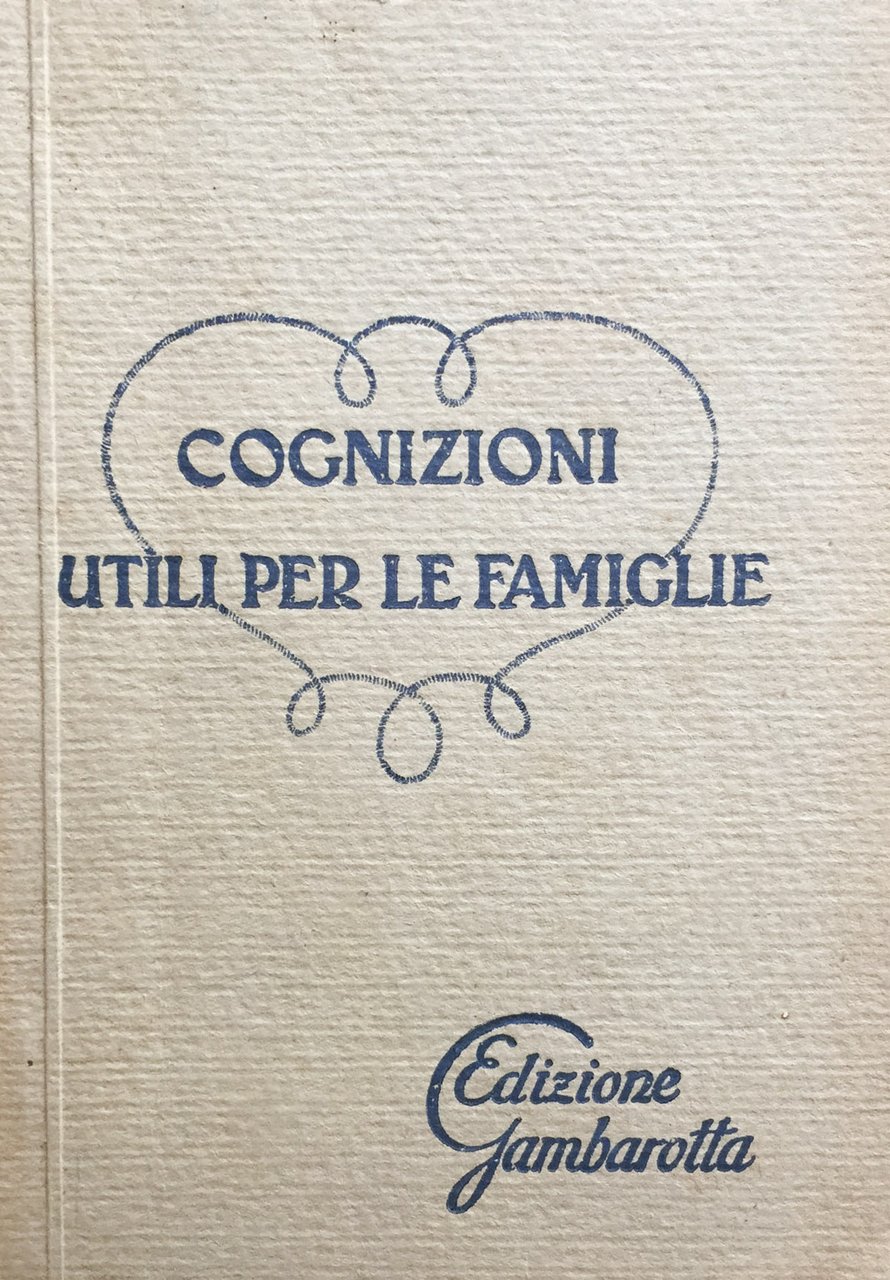 COGNIZIONI
UTILI PER LE FAMIGLIE
Edizione
Gambarotta